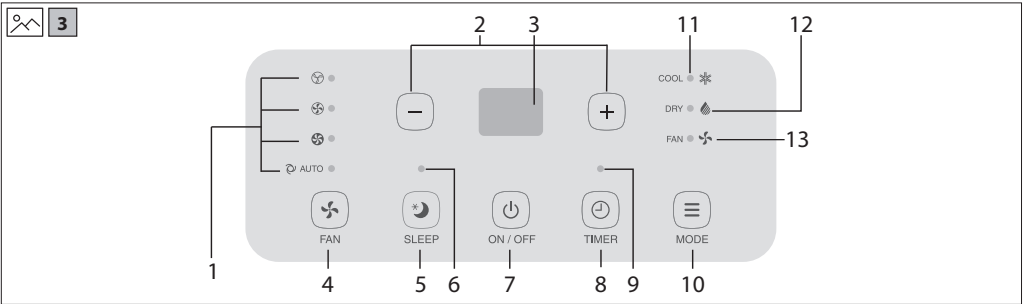 3
2 3 11 12
COOL
− +
DRY
FAN 13
1
AUTO
FAN SLEEP ON / OFF TIMER MODE
4 5 6 7 8 9 10